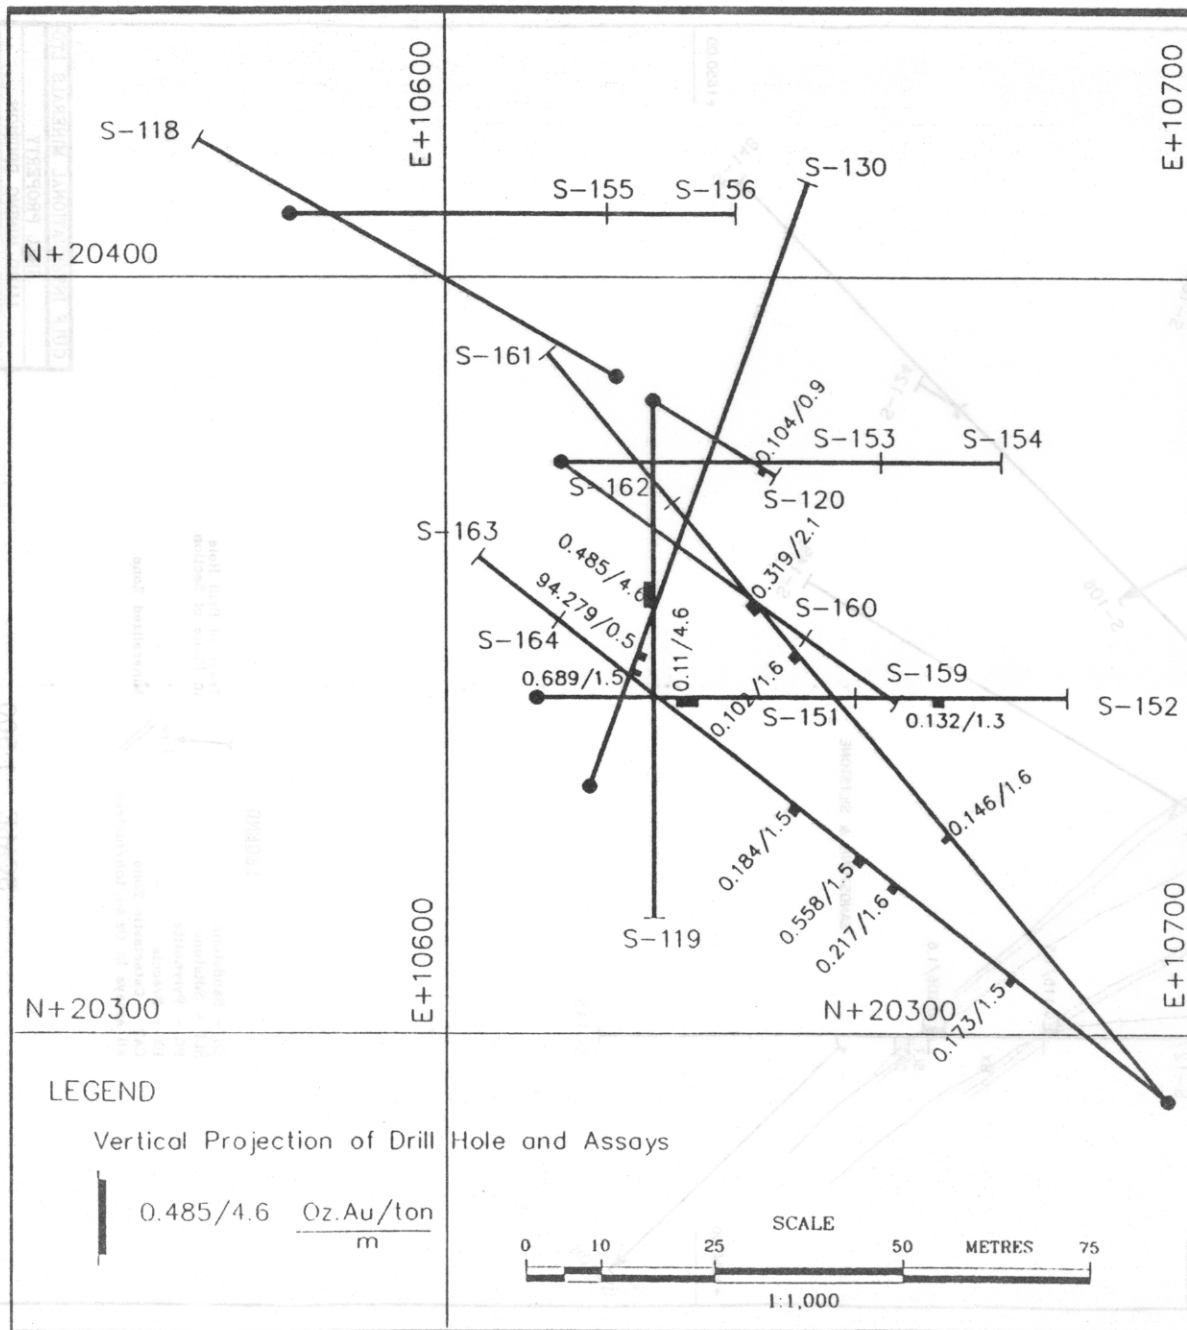 E+10600
E+10700
S-118
S-130
S-155
S-156
N+20400
S-161
0.104/0.9
S-153
S-154
S-162
S-120
S-163
0.485/4.6
0.319/2.1
94.279/0.5
S-160
S-164
0.11/4.6
0.689/1.5
0.102/1.6
S-159
S-151
0.132/1.3
S-152
0.146/1.6
0.184/1.5
0.558/1.5
0.217/1.6
S-119
E+10600
E+10700
N+20300
N+20300
0.173/1.5
LEGEND
Vertical Projection of Drill Hole and Assays
0.485/4.6 Oz.Au/ton
m
SCALE
0 10 25 50 METRES 75
1:1,000